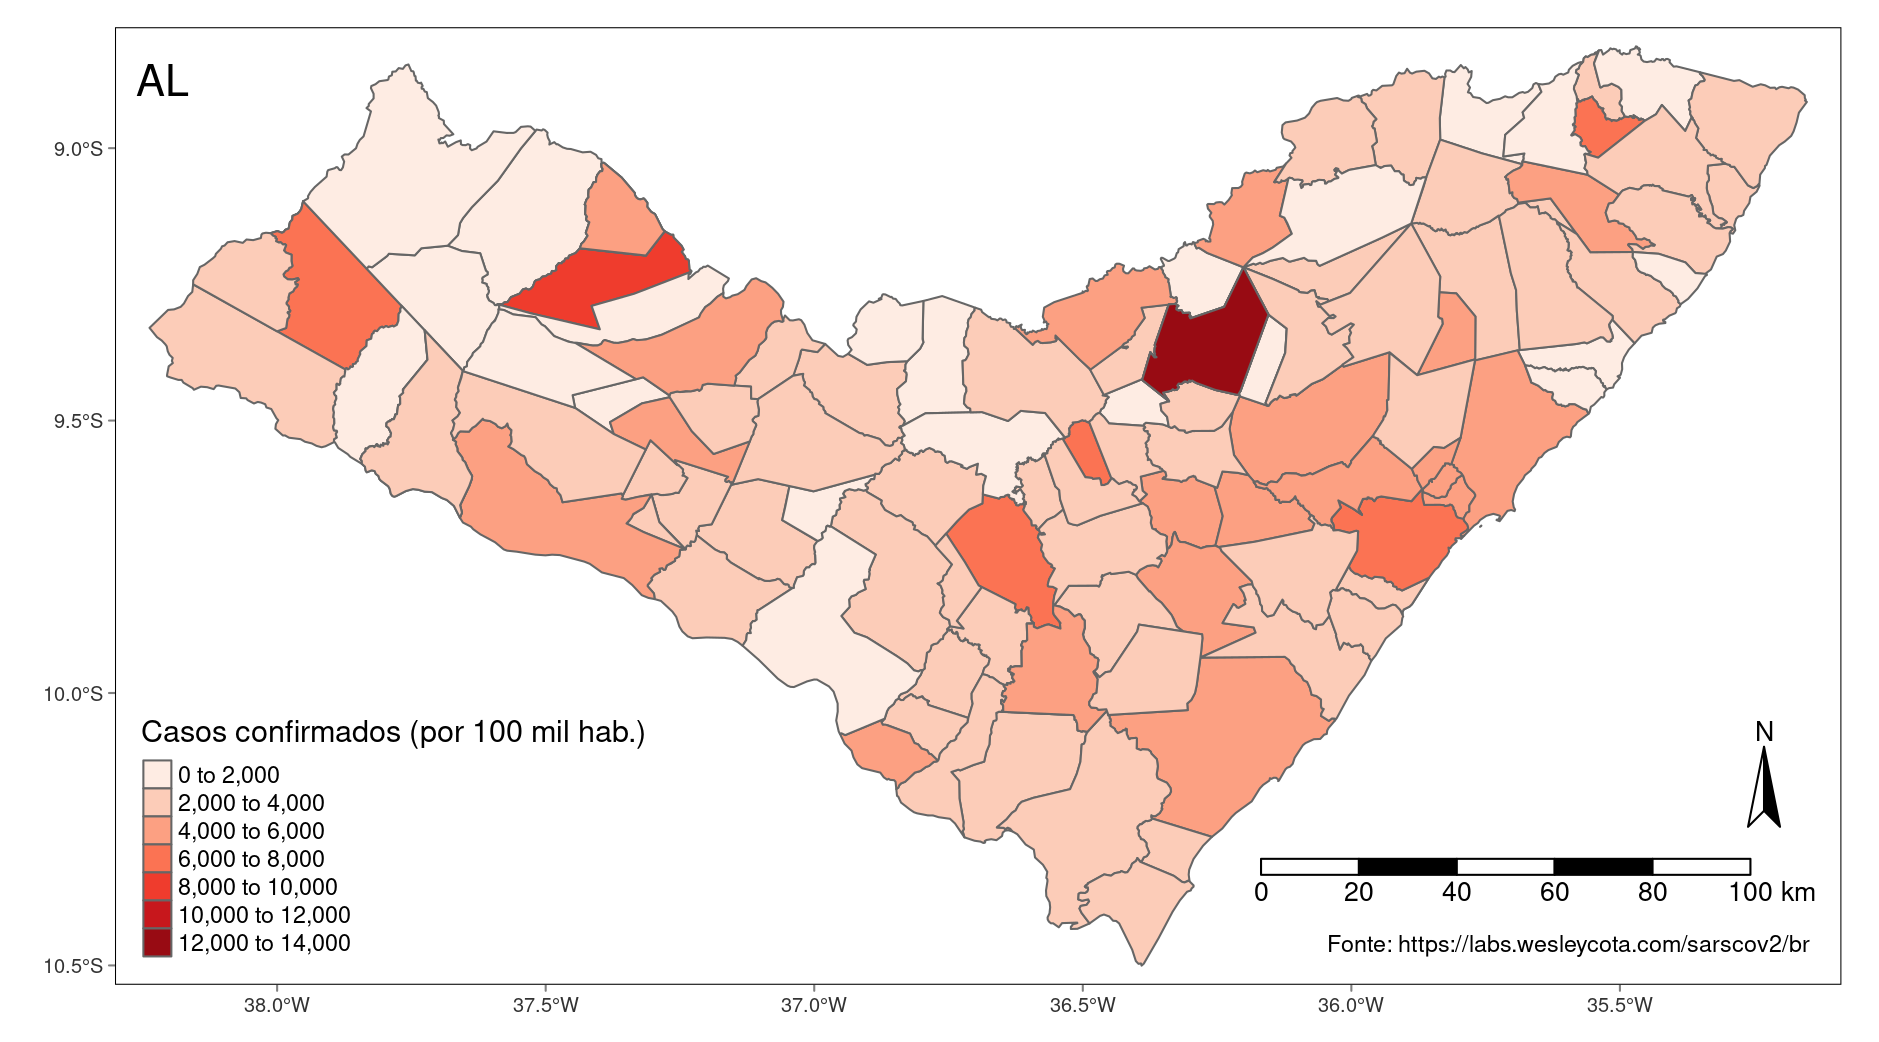 AL
9.0°S
9.5°S
10.0°S
10.5°S
Casos confirmados (por 100 mil hab.)
0 to 2,000
2,000 to 4,000
4,000 to 6,000
6,000 to 8,000
8,000 to 10,000
10,000 to 12,000
12,000 to 14,000
N
0 20 40 60 80 100 km
Fonte: https://labs.wesleycota.com/sarscov2/br
38.0°W 37.5°W 37.0°W 36.5°W 36.0°W 35.5°W